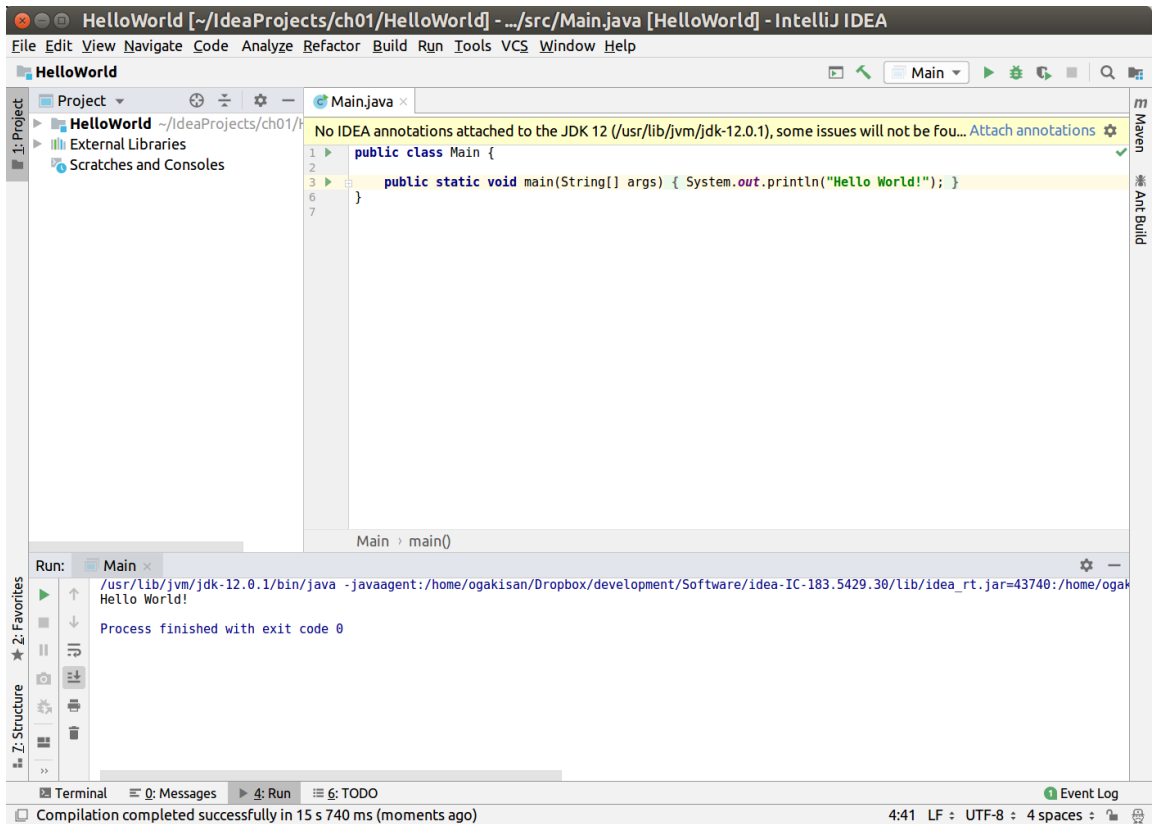 HelloWorld [~/IdeaProjects/ch01/HelloWorld] - .../src/Main.java [HelloWorld] - IntelliJ IDEA
File Edit View Navigate Code Analyze Refactor Build Run Tools VCS Window Help
HelloWorld
Main
1: Project
Project
HelloWorld ~/IdeaProjects/ch01/
External Libraries
Scratches and Consoles
Main.java
No IDEA annotations attached to the JDK 12 (/usr/lib/jvm/jdk-12.0.1), some issues will not be fou... Attach annotations
1 public class Main {
2
3 public static void main(String[] args) { System.out.println("Hello World!"); }
6 }
7
Main › main()
m Maven
Ant Build
Run: Main
/usr/lib/jvm/jdk-12.0.1/bin/java -javaagent:/home/ogakisan/Dropbox/development/Software/idea-IC-183.5429.30/lib/idea_rt.jar=43740:/home/ogak
Hello World!
Process finished with exit code 0
2: Favorites
7: Structure
Terminal 0: Messages 4: Run 6: TODO 1 Event Log
Compilation completed successfully in 15 s 740 ms (moments ago) 4:41 LF UTF-8 4 spaces